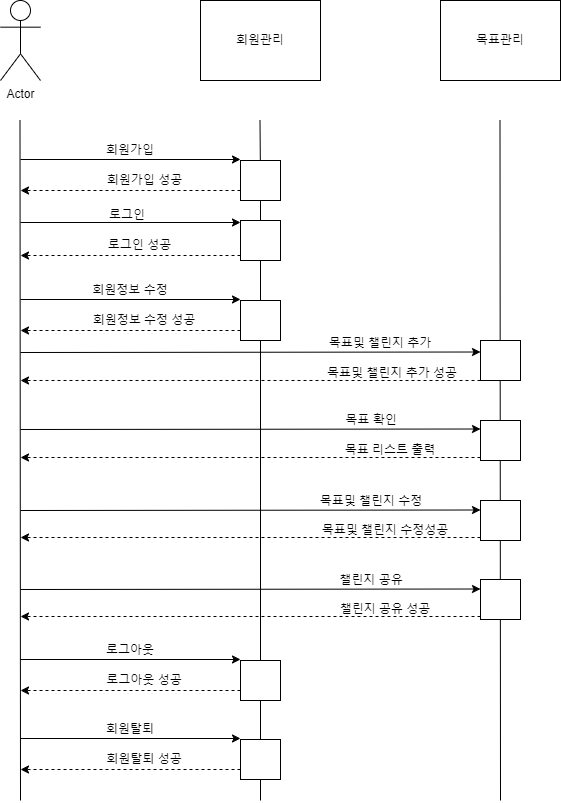 회원관리
목표관리
Actor
회원가입
회원가입 성공
로그인
로그인 성공
회원정보 수정
회원정보 수정 성공
목표및 챌린지 추가
목표및 챌린지 추가 성공
목표 확인
목표 리스트 출력
목표및 챌린지 수정
목표및 챌린지 수정성공
챌린지 공유
챌린지 공유 성공
로그아웃
로그아웃 성공
회원탈퇴
회원탈퇴 성공